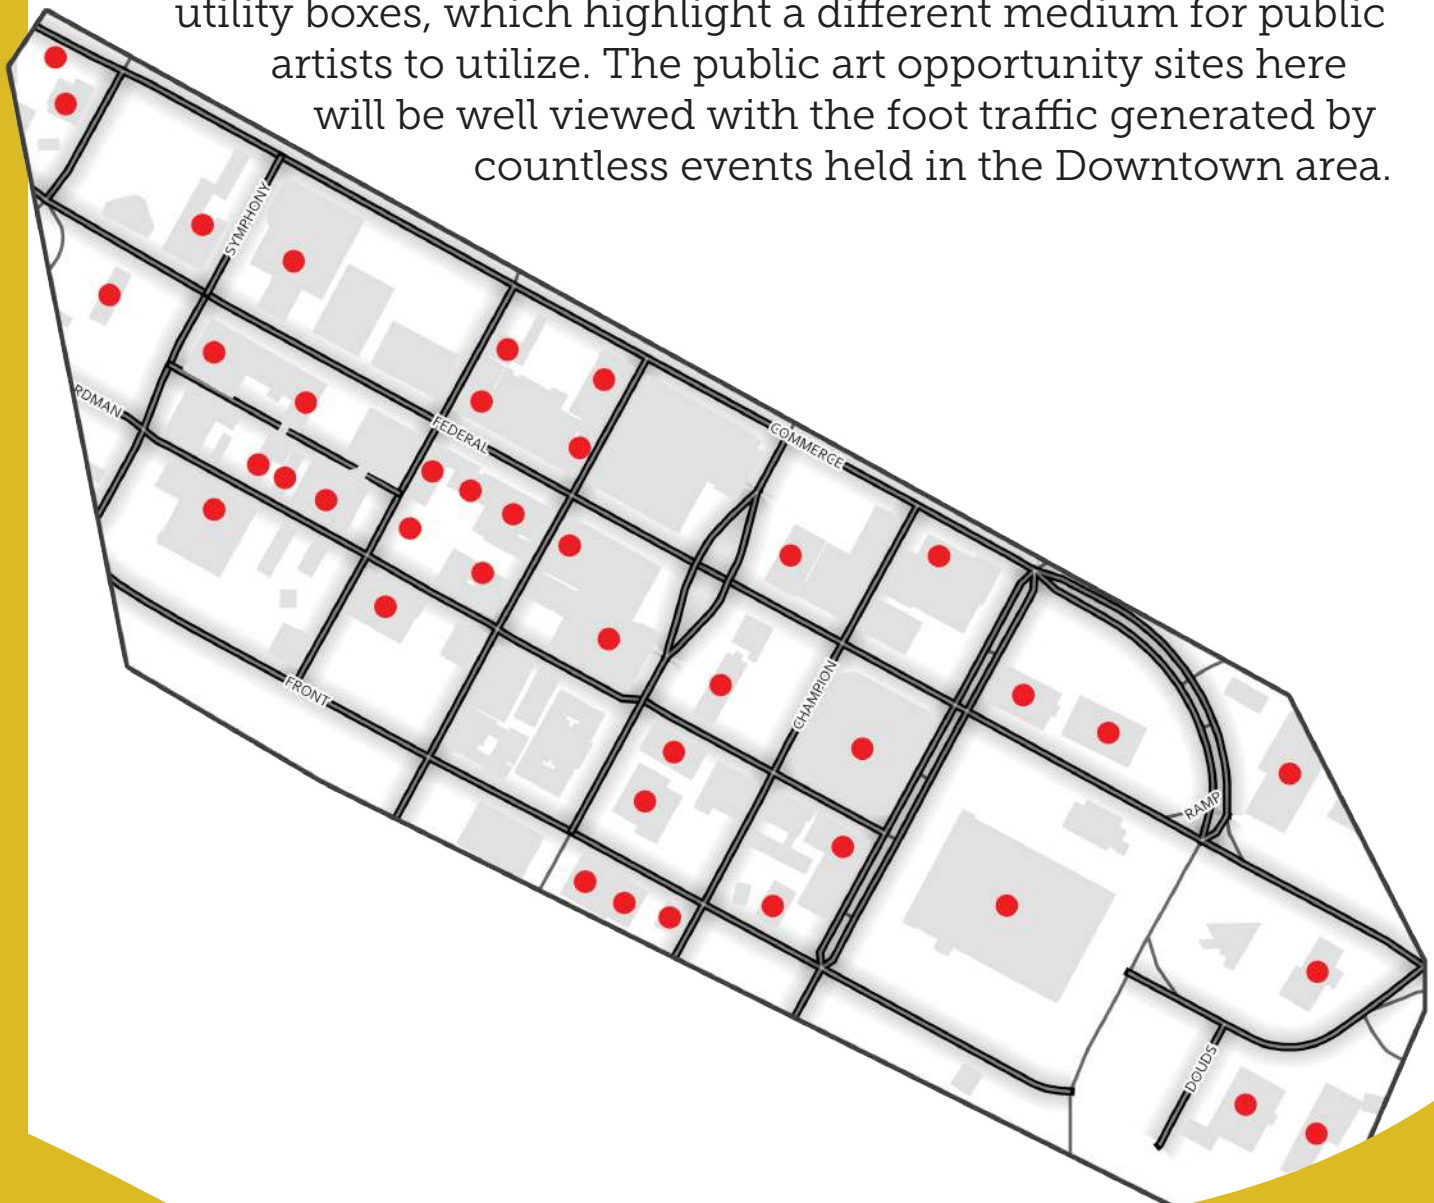 utility boxes, which highlight a different medium for public
artists to utilize. The public art opportunity sites here
will be well viewed with the foot traffic generated by
countless events held in the Downtown area.
SYMPHONY
RDMAN
FEDERAL
COMMERCE
CHAMPION
FRONT
RAMP
DOUDS